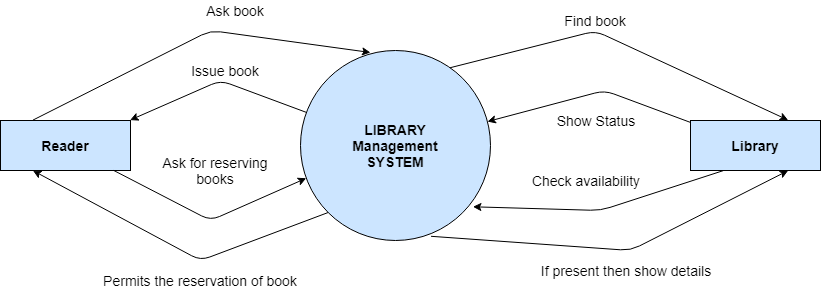 Ask book
Find book
Issue book
Show Status
LIBRARY
Management
SYSTEM
Reader
Library
Ask for reserving
books
Check availability
Permits the reservation of book
If present then show details